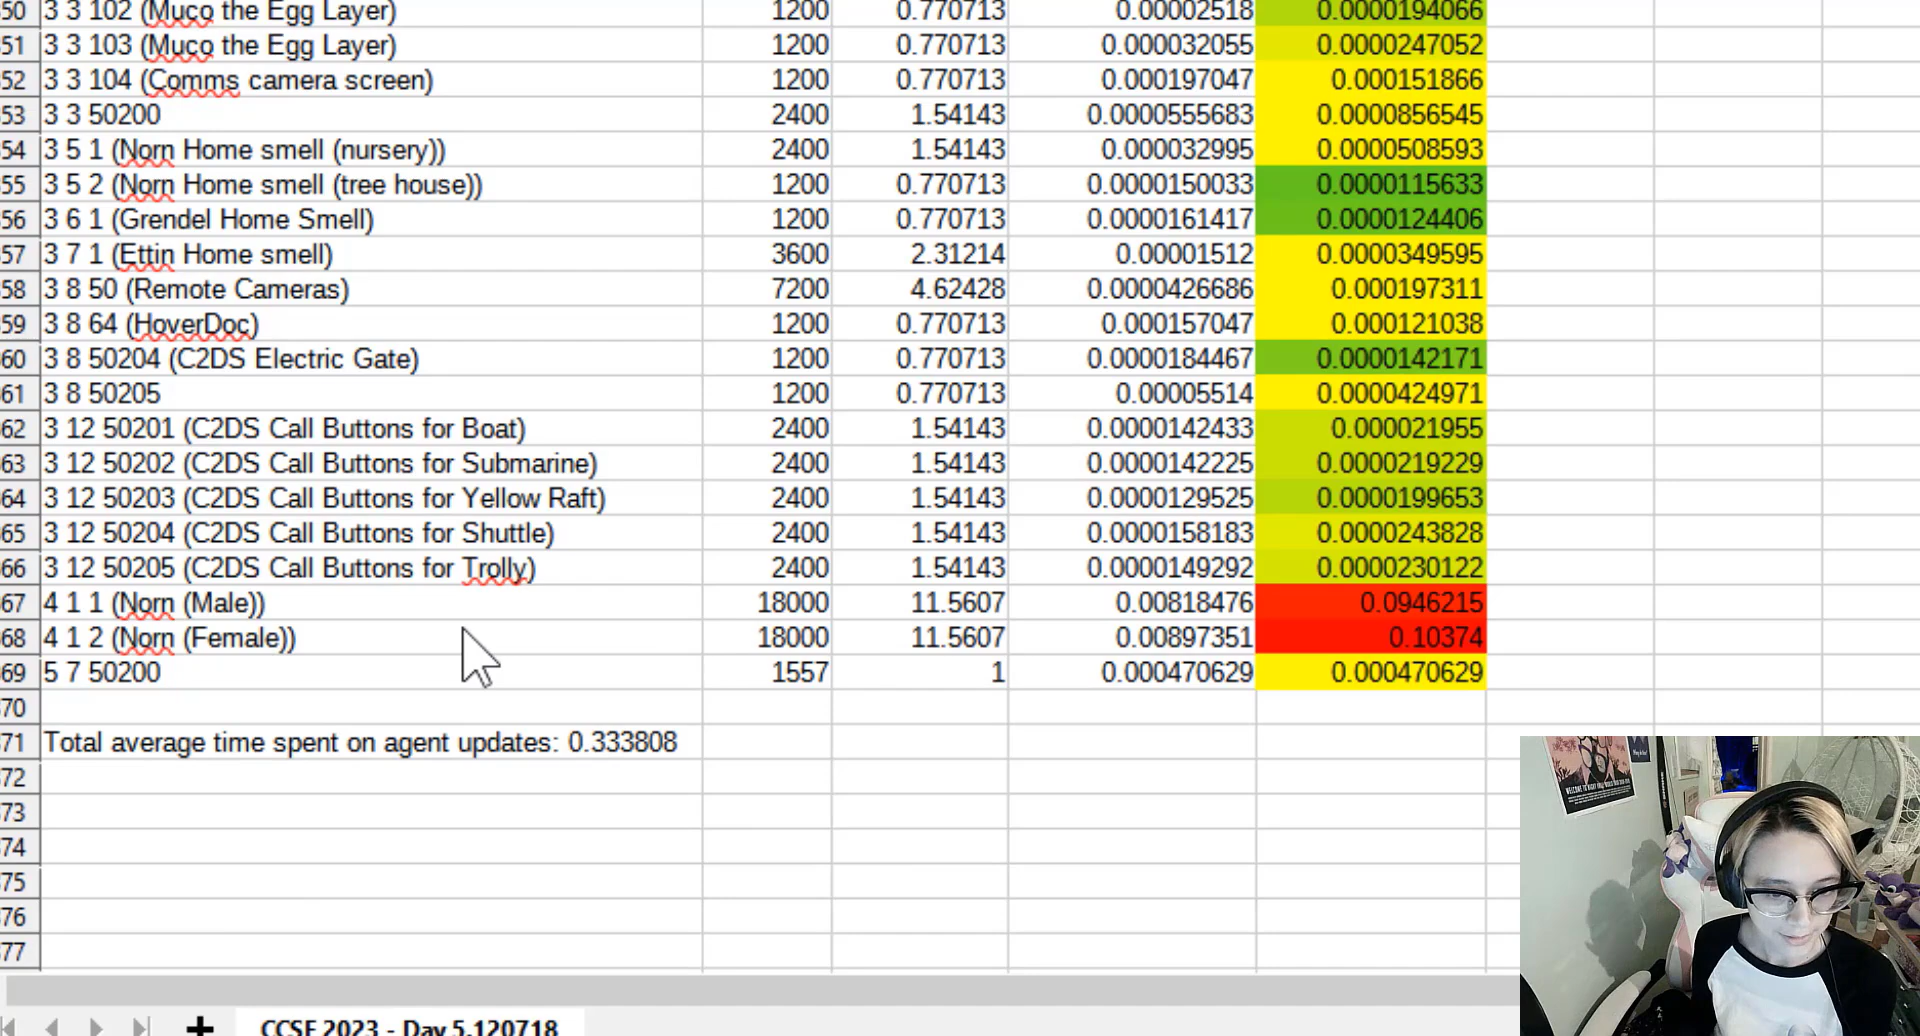 50 3 3 102 (Muco the Egg Layer) 1200 0.770713 0.00002518 0.0000194066
51 3 3 103 (Muco the Egg Layer) 1200 0.770713 0.000032055 0.0000247052
52 3 3 104 (Comms camera screen) 1200 0.770713 0.000197047 0.000151866
53 3 3 50200 2400 1.54143 0.0000555683 0.0000856545
54 3 5 1 (Norn Home smell (nursery)) 2400 1.54143 0.000032995 0.0000508593
55 3 5 2 (Norn Home smell (tree house)) 1200 0.770713 0.0000150033 0.0000115633
56 3 6 1 (Grendel Home Smell) 1200 0.770713 0.0000161417 0.0000124406
57 3 7 1 (Ettin Home smell) 3600 2.31214 0.00001512 0.0000349595
58 3 8 50 (Remote Cameras) 7200 4.62428 0.0000426686 0.000197311
59 3 8 64 (HoverDoc) 1200 0.770713 0.000157047 0.000121038
60 3 8 50204 (C2DS Electric Gate) 1200 0.770713 0.0000184467 0.0000142171
61 3 8 50205 1200 0.770713 0.00005514 0.0000424971
62 3 12 50201 (C2DS Call Buttons for Boat) 2400 1.54143 0.0000142433 0.000021955
63 3 12 50202 (C2DS Call Buttons for Submarine) 2400 1.54143 0.0000142225 0.0000219229
64 3 12 50203 (C2DS Call Buttons for Yellow Raft) 2400 1.54143 0.0000129525 0.0000199653
65 3 12 50204 (C2DS Call Buttons for Shuttle) 2400 1.54143 0.0000158183 0.0000243828
66 3 12 50205 (C2DS Call Buttons for Trolly) 2400 1.54143 0.0000149292 0.0000230122
67 4 1 1 (Norn (Male)) 18000 11.5607 0.00818476 0.0946215
68 4 1 2 (Norn (Female)) 18000 11.5607 0.00897351 0.10374
69 5 7 50200 1557 1 0.000470629 0.000470629
70
71 Total average time spent on agent updates: 0.333808
72
73
74
75
76
77
CCSF 2023 - Day 5.120718